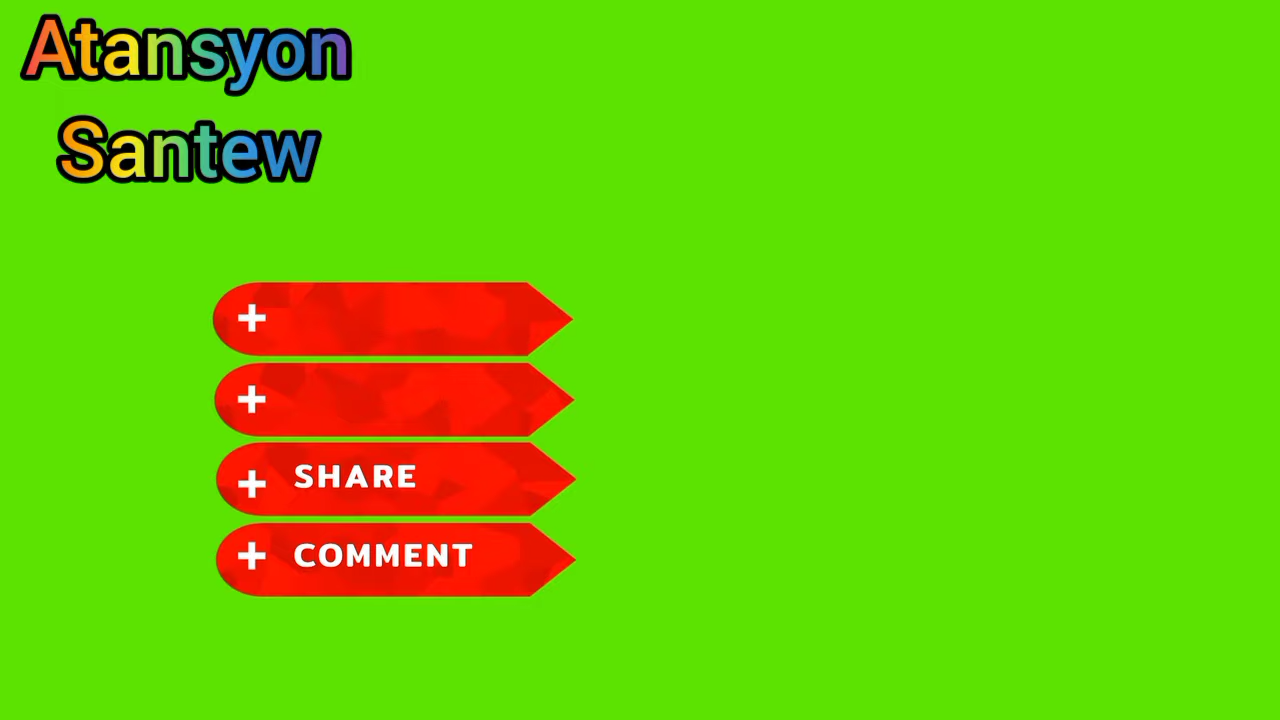 Atansyon
Santew
+
+
+ SHARE
+ COMMENT